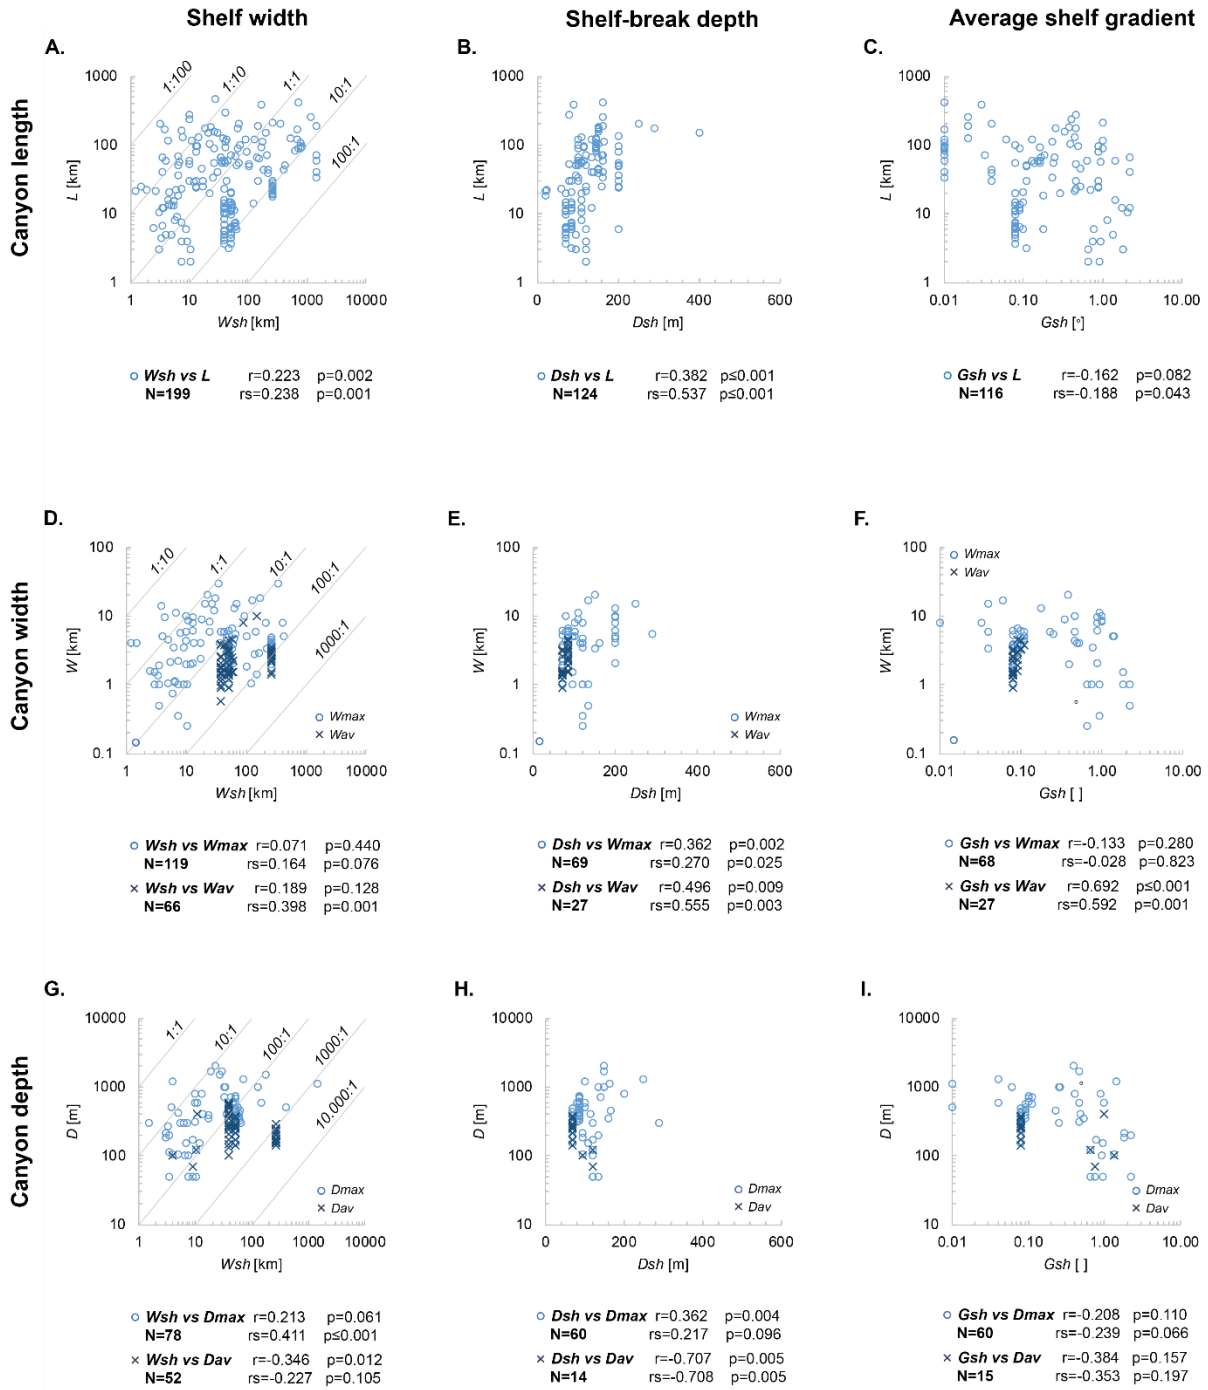 Shelf width
Shelf-break depth
Average shelf gradient
Canyon length
A.
1000
100
10
1
L [km]
1:100
1:10
1:1
10:1
100:1
1 10 100 1000 10000
Wsh [km]
Wsh vs L r=0.223 p=0.002
N=199 rs=0.238 p=0.001
B.
1000
100
10
1
L [km]
0 200 400 600
Dsh [m]
Dsh vs L r=0.382 p≤0.001
N=124 rs=0.537 p≤0.001
C.
1000
100
10
1
L [km]
0.01 0.10 1.00 10.00
Gsh [°]
Gsh vs L r=-0.162 p=0.082
N=116 rs=-0.188 p=0.043
Canyon width
D.
100
10
1
0.1
W [km]
1:10
1:1
10:1
100:1
1000:1
Wmax
Wav
1 10 100 1000 10000
Wsh [km]
Wsh vs Wmax r=0.071 p=0.440
N=119 rs=0.164 p=0.076
Wsh vs Wav r=0.189 p=0.128
N=66 rs=0.398 p=0.001
E.
100
10
1
0.1
W [km]
Wmax
Wav
0 200 400 600
Dsh [m]
Dsh vs Wmax r=0.362 p=0.002
N=69 rs=0.270 p=0.025
Dsh vs Wav r=0.496 p=0.009
N=27 rs=0.555 p=0.003
F.
100
10
1
0.1
W [km]
Wmax
Wav
0.01 0.10 1.00 10.00
Gsh [ ]
Gsh vs Wmax r=-0.133 p=0.280
N=68 rs=-0.028 p=0.823
Gsh vs Wav r=0.692 p≤0.001
N=27 rs=0.592 p=0.001
Canyon depth
G.
10000
1000
100
10
D [m]
1:1
10:1
100:1
1000:1
10.000:1
Dmax
Dav
1 10 100 1000 10000
Wsh [km]
Wsh vs Dmax r=0.213 p=0.061
N=78 rs=0.411 p≤0.001
Wsh vs Dav r=-0.346 p=0.012
N=52 rs=-0.227 p=0.105
H.
10000
1000
100
10
D [m]
Dmax
Dav
0 200 400 600
Dsh [m]
Dsh vs Dmax r=0.362 p=0.004
N=60 rs=0.217 p=0.096
Dsh vs Dav r=-0.707 p=0.005
N=14 rs=-0.708 p=0.005
I.
10000
1000
100
10
D [m]
Dmax
Dav
0.01 0.10 1.00 10.00
Gsh [ ]
Gsh vs Dmax r=-0.208 p=0.110
N=60 rs=-0.239 p=0.066
Gsh vs Dav r=-0.384 p=0.157
N=15 rs=-0.353 p=0.197